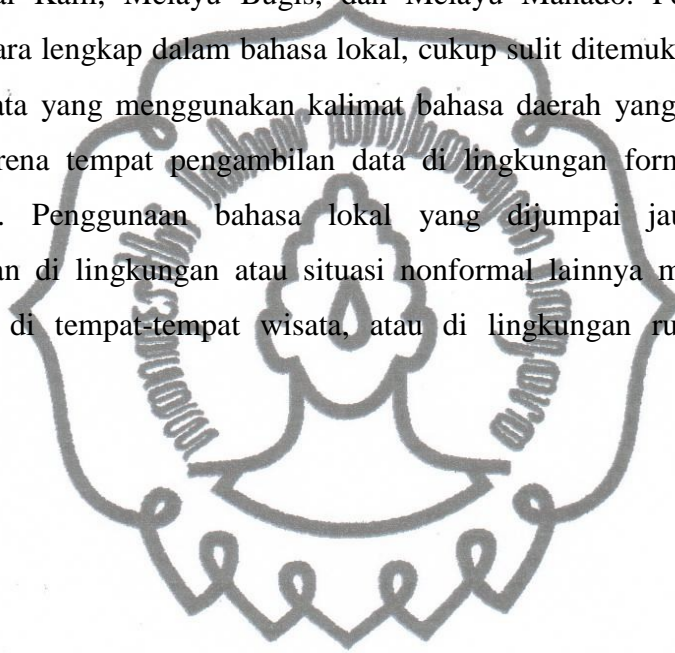 Kaili, Melayu Bugis, dan Melayu Manado.
ara lengkap dalam bahasa lokal, cukup sulit ditemuk
ata yang menggunakan kalimat bahasa daerah yang
rena tempat pengambilan data di lingkungan form
. Penggunaan bahasa lokal yang dijumpai jau
an di lingkungan atau situasi nonformal lainnya m
di tempat-tempat wisata, atau di lingkungan ru